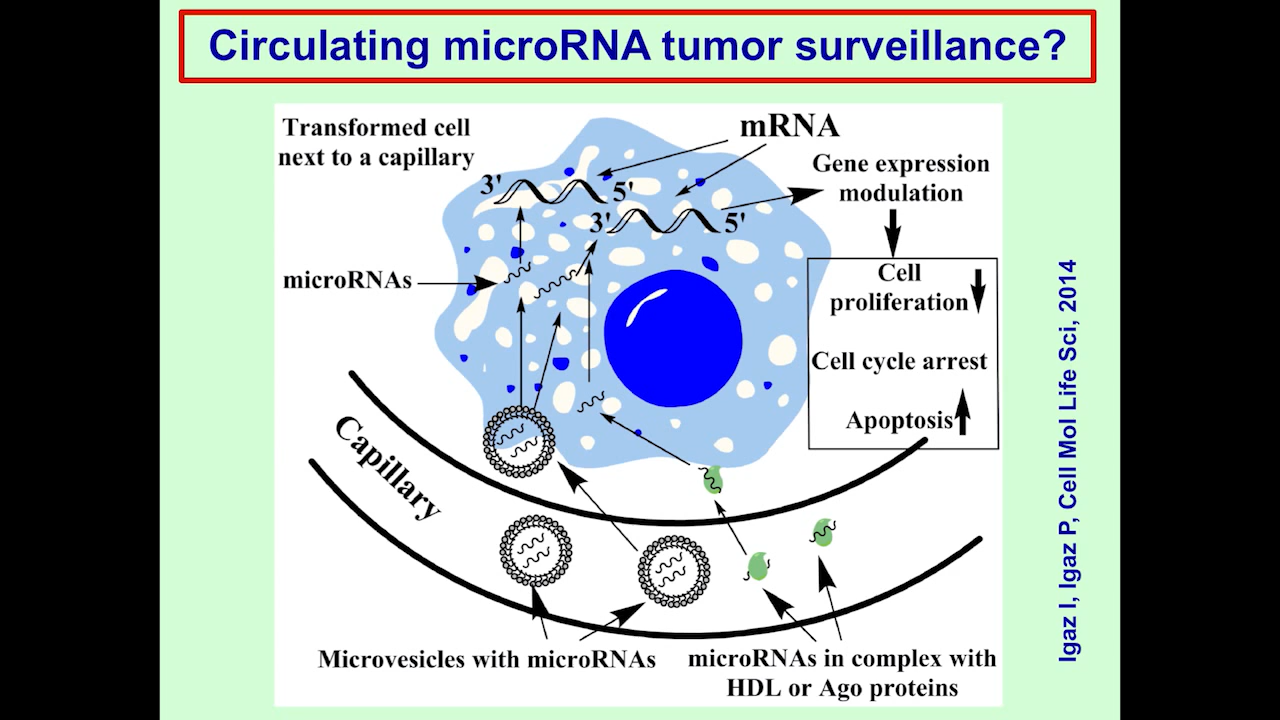 Circulating microRNA tumor surveillance?
Transformed cell
next to a capillary
mRNA
Gene expression
modulation
3'
5'
3'
5'
microRNAs
Cell
proliferation
Cell cycle arrest
Apoptosis
Capillary
Microvesicles with microRNAs
microRNAs in complex with
HDL or Ago proteins
Igaz I, Igaz P, Cell Mol Life Sci, 2014